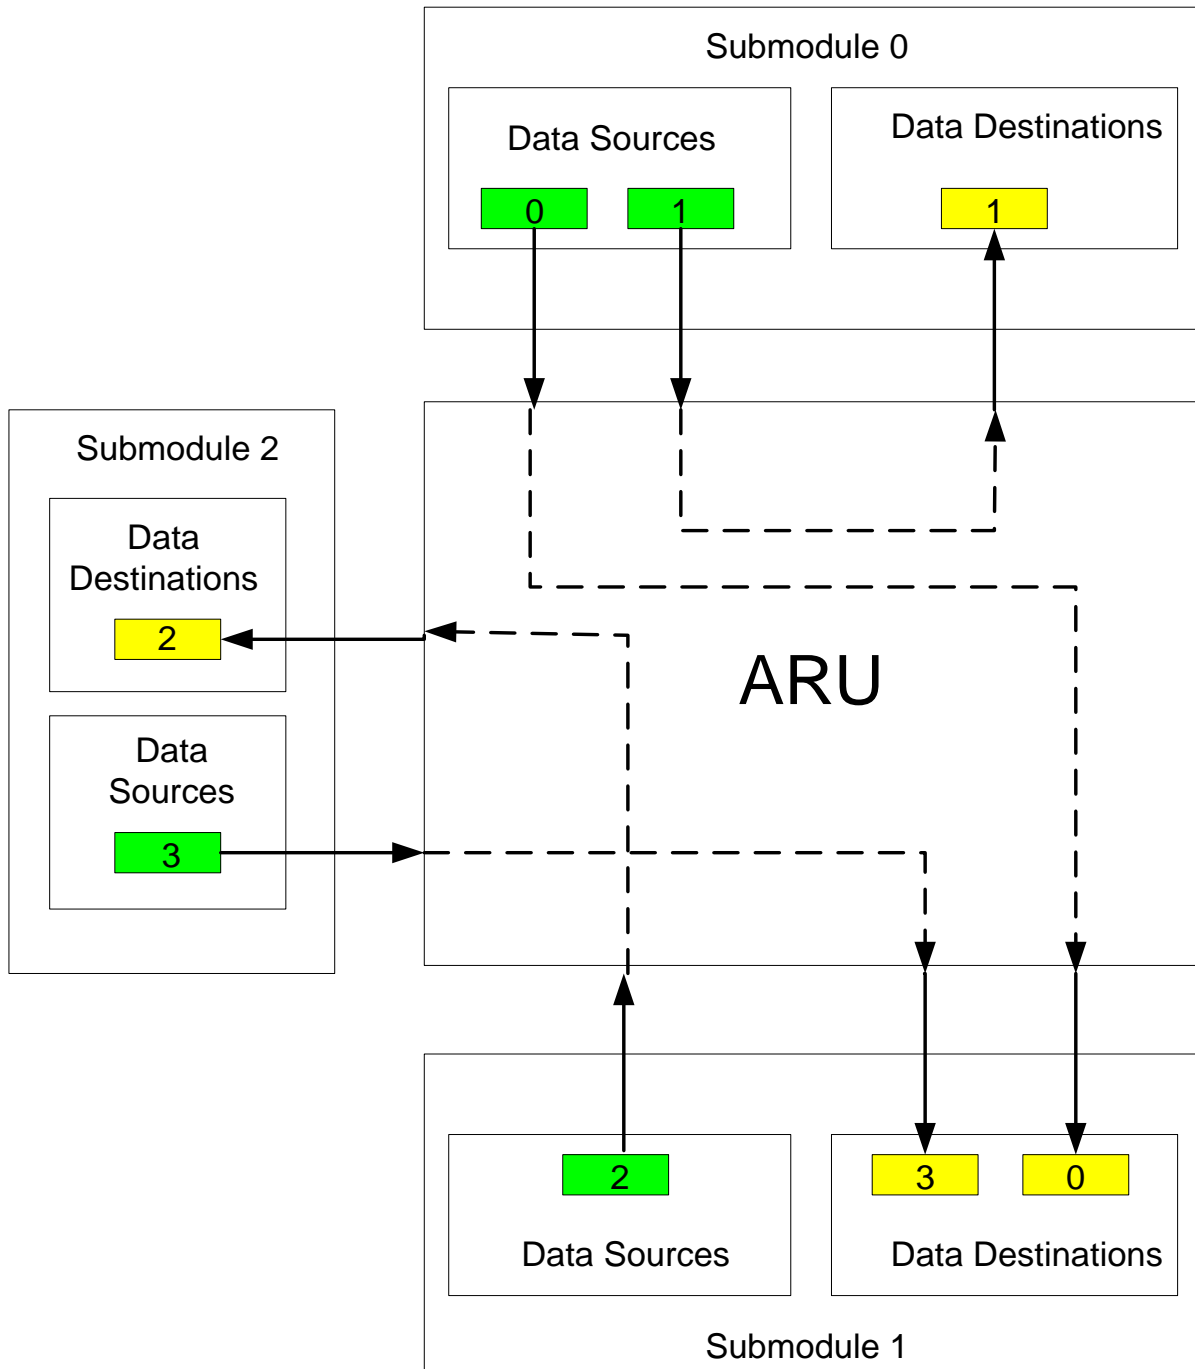 Submodule 0
Data Sources
Data Destinations
0
1
1
Submodule 2
Data
Destinations
2
Data
Sources
3
ARU
2
3
0
Data Sources
Data Destinations
Submodule 1